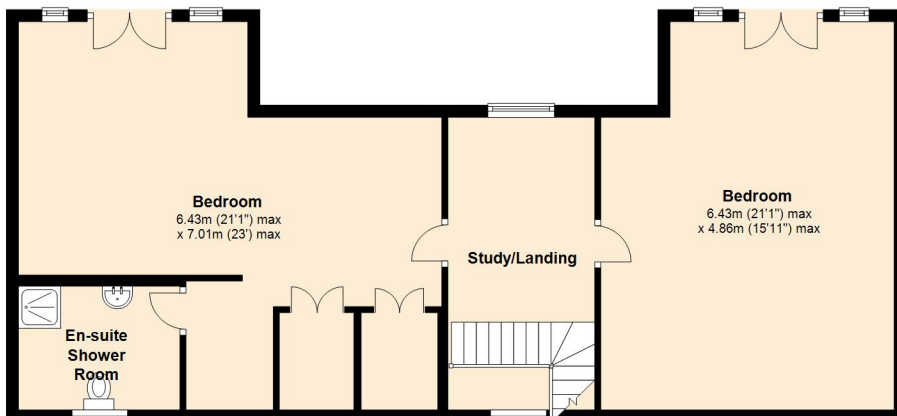 Bedroom
6.43m (21'1") max
x 7.01m (23') max
Bedroom
6.43m (21'1") max
x 4.86m (15'11") max
Study/Landing
En-suite
Shower
Room